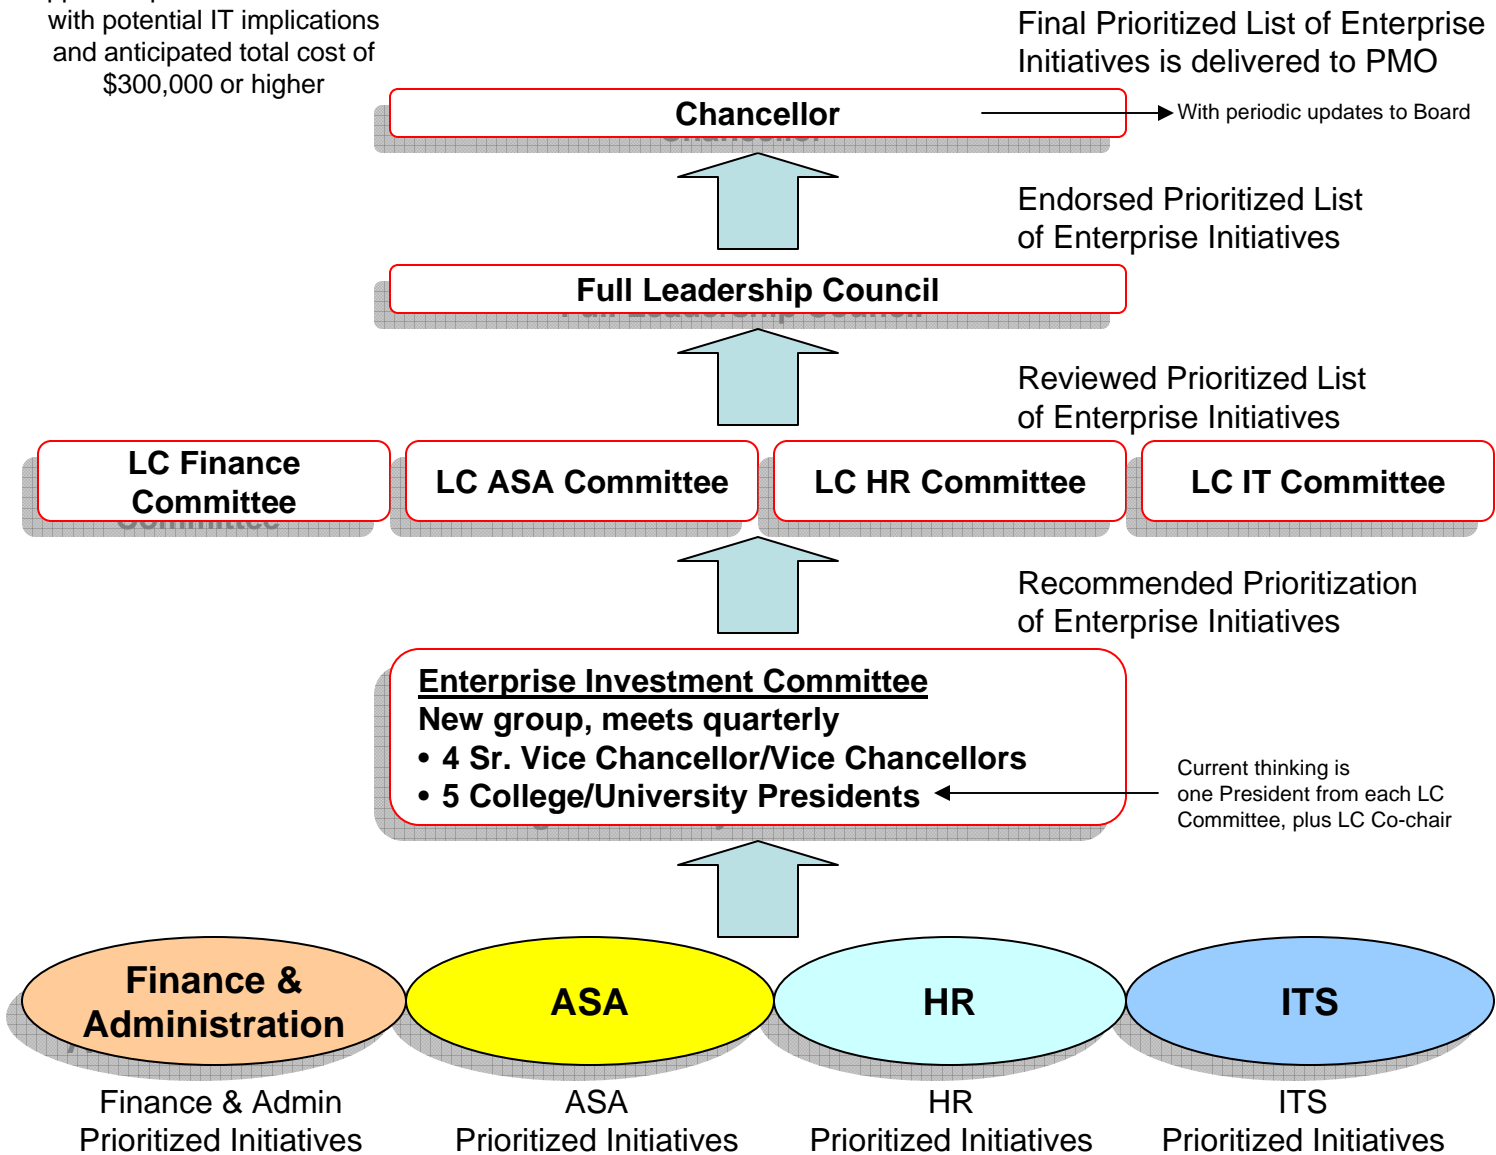 with potential IT implications
and anticipated total cost of
$300,000 or higher
Final Prioritized List of Enterprise
Initiatives is delivered to PMO
Chancellor
With periodic updates to Board
Endorsed Prioritized List
of Enterprise Initiatives
Full Leadership Council
Reviewed Prioritized List
of Enterprise Initiatives
LC Finance
Committee
LC ASA Committee
LC HR Committee
LC IT Committee
Recommended Prioritization
of Enterprise Initiatives
Enterprise Investment Committee
New group, meets quarterly
• 4 Sr. Vice Chancellor/Vice Chancellors
• 5 College/University Presidents
Current thinking is
one President from each LC
Committee, plus LC Co-chair
Finance &
Administration
ASA
HR
ITS
Finance & Admin
Prioritized Initiatives
ASA
Prioritized Initiatives
HR
Prioritized Initiatives
ITS
Prioritized Initiatives